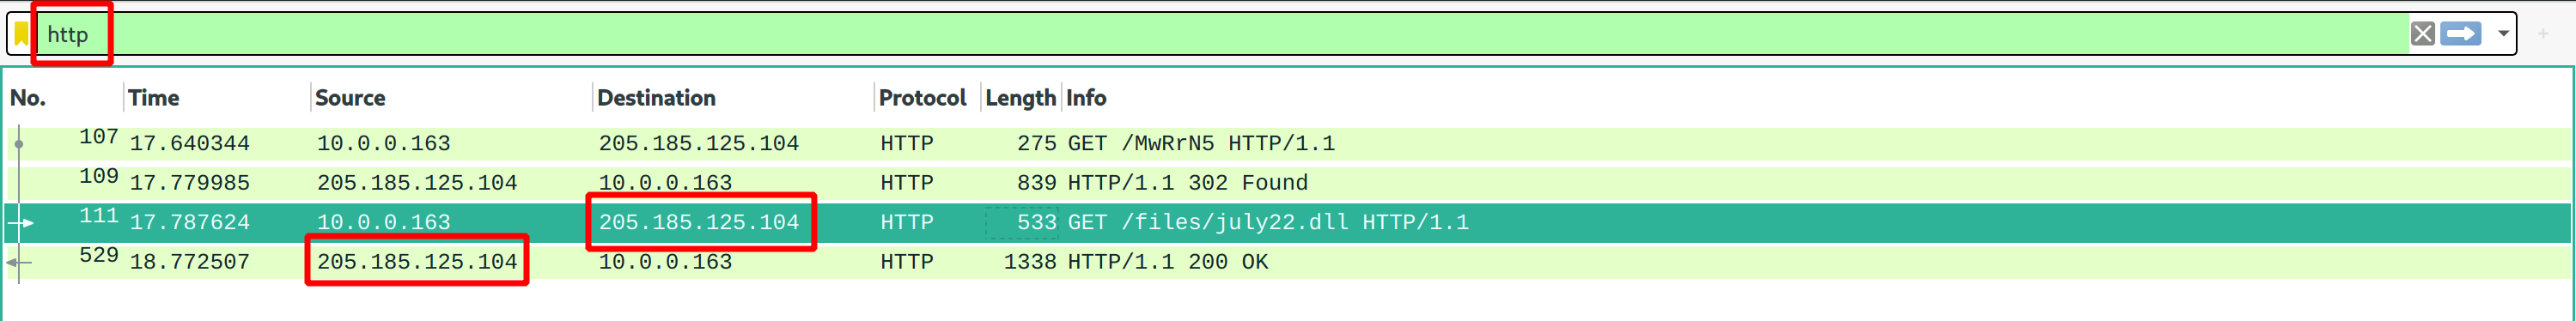 http
No. Time Source Destination Protocol Length Info
107 17.640344 10.0.0.163 205.185.125.104 HTTP 275 GET /MwRrN5 HTTP/1.1
109 17.779985 205.185.125.104 10.0.0.163 HTTP 839 HTTP/1.1 302 Found
111 17.787624 10.0.0.163 205.185.125.104 HTTP 533 GET /files/july22.dll HTTP/1.1
529 18.772507 205.185.125.104 10.0.0.163 HTTP 1338 HTTP/1.1 200 OK